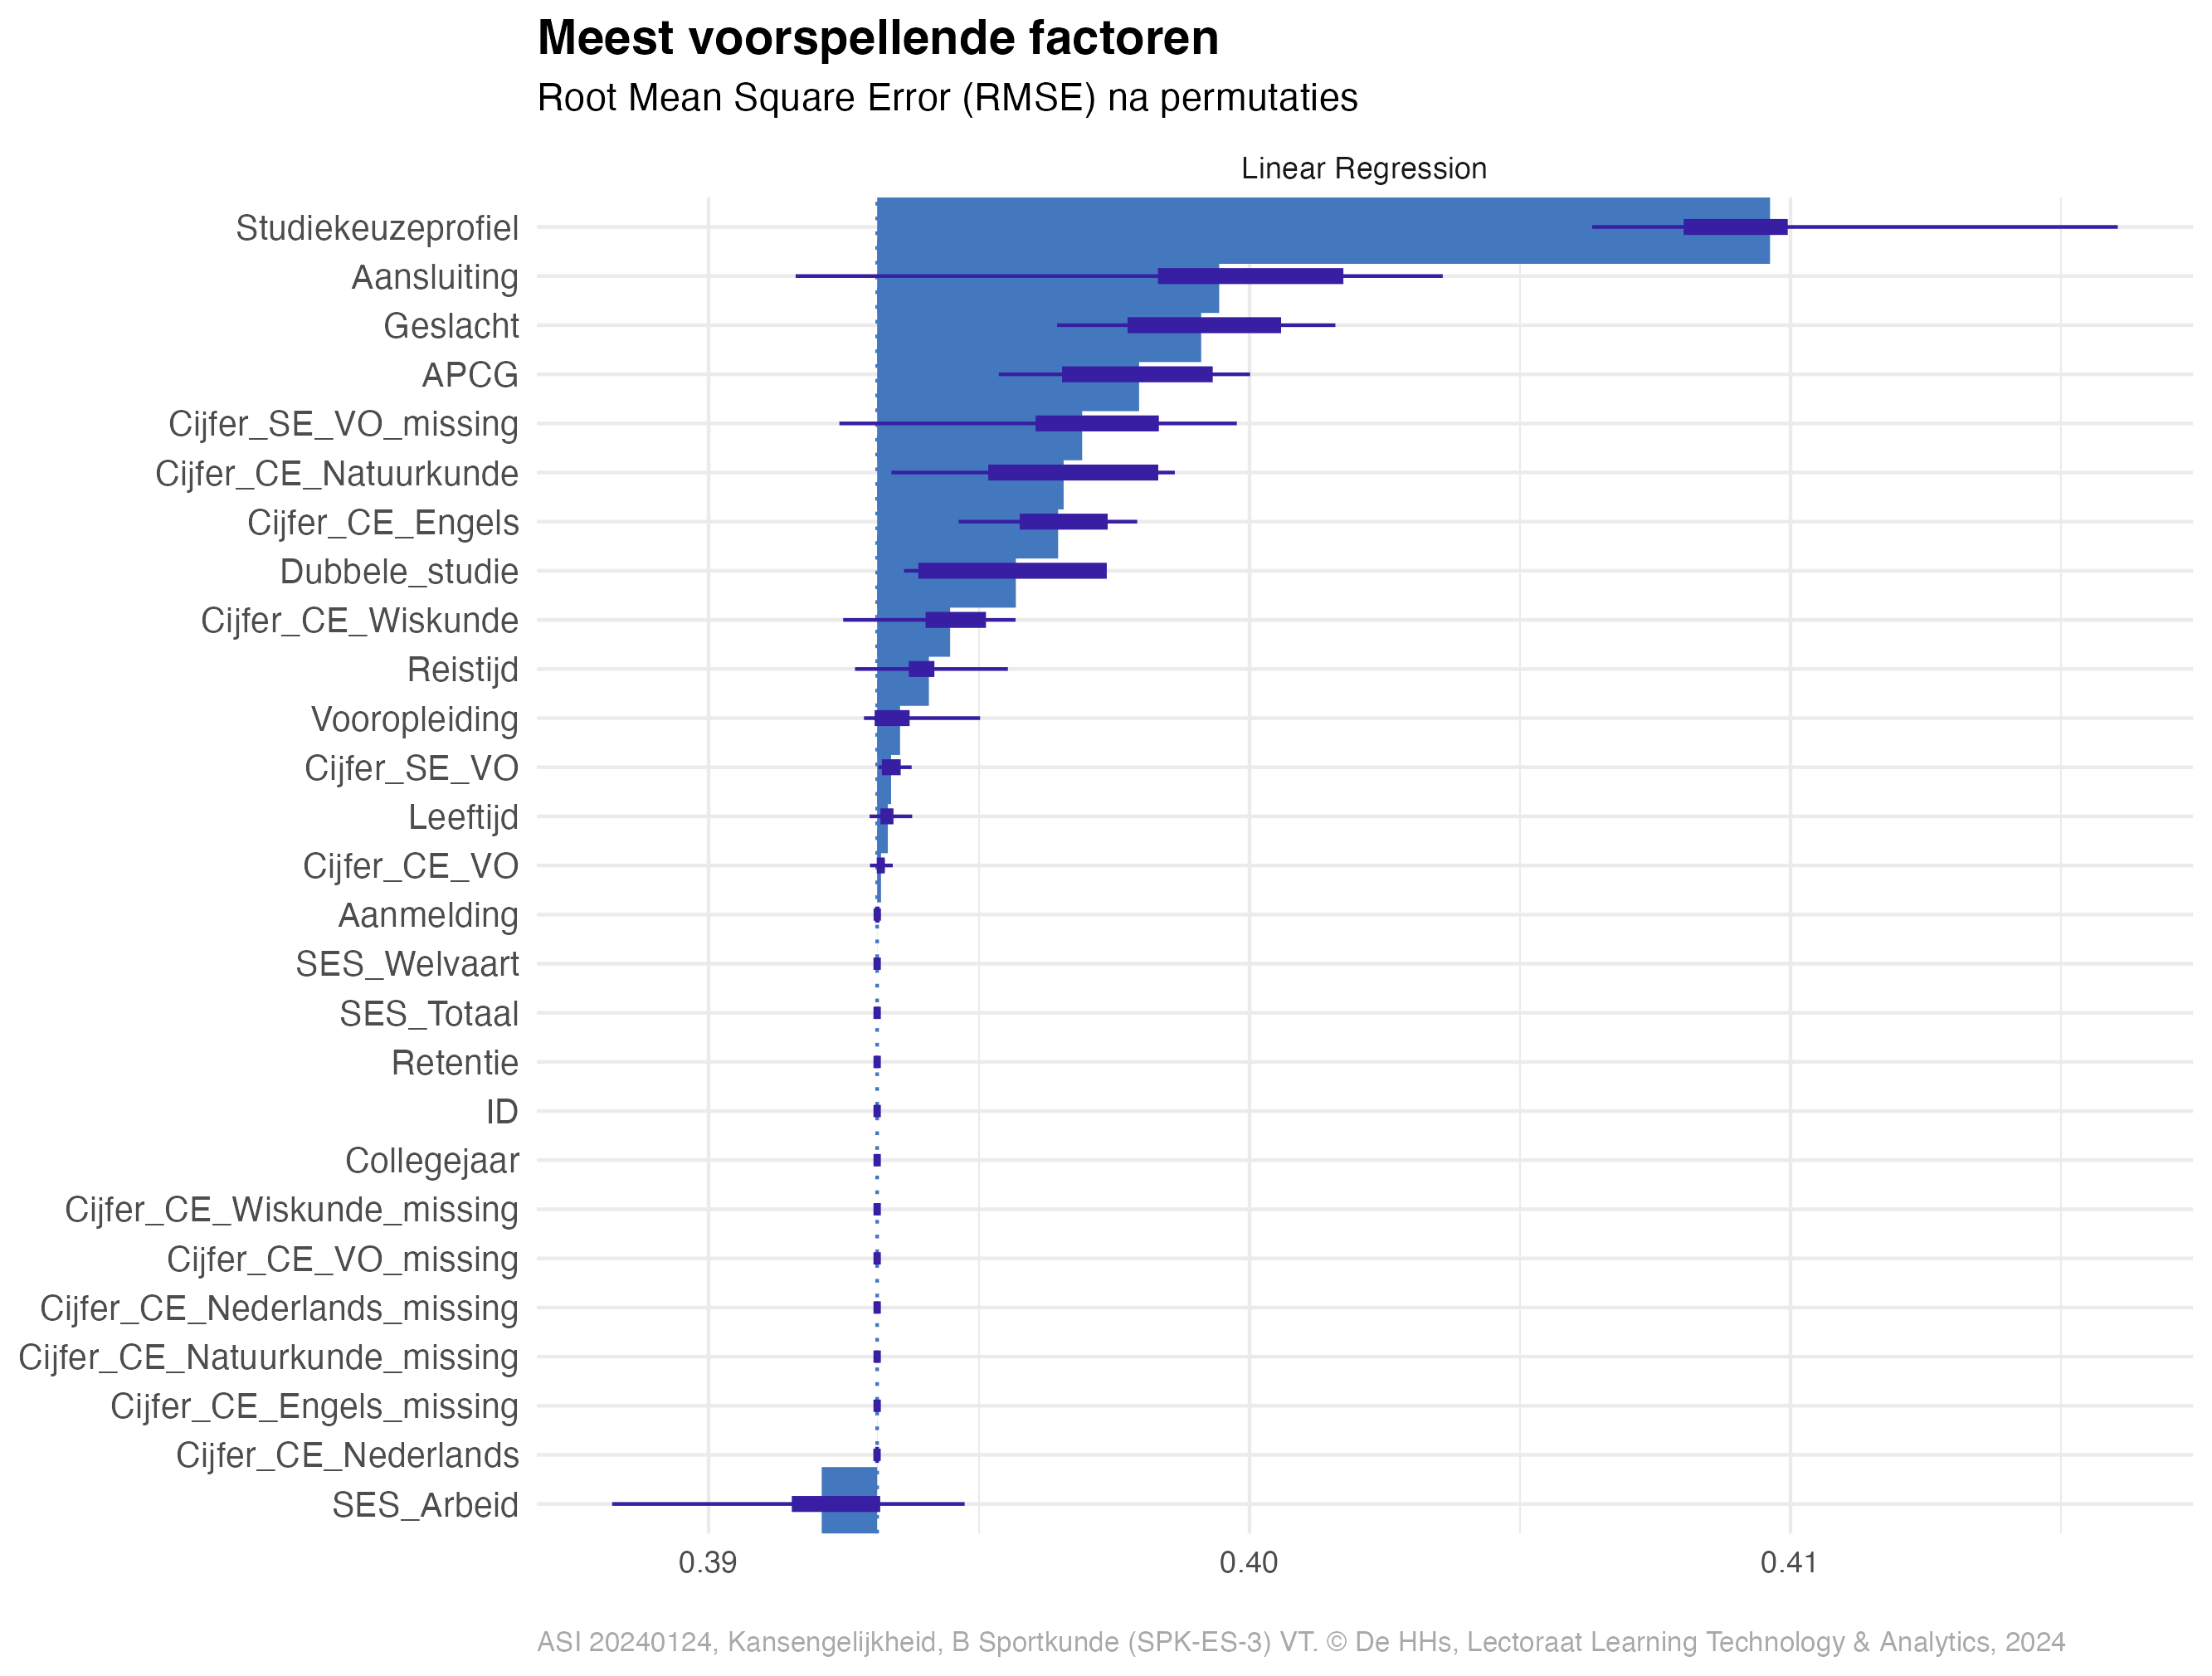 Meest voorspellende factoren
Root Mean Square Error (RMSE) na permutaties
Linear Regression
Studiekeuzeprofiel
Aansluiting
Geslacht
APCG
Cijfer_SE_VO_missing
Cijfer_CE_Natuurkunde
Cijfer_CE_Engels
Dubbele_studie
Cijfer_CE_Wiskunde
Reistijd
Vooropleiding
Cijfer_SE_VO
Leeftijd
Cijfer_CE_VO
Aanmelding
SES_Welvaart
SES_Totaal
Retentie
ID
Collegejaar
Cijfer_CE_Wiskunde_missing
Cijfer_CE_VO_missing
Cijfer_CE_Nederlands_missing
Cijfer_CE_Natuurkunde_missing
Cijfer_CE_Engels_missing
Cijfer_CE_Nederlands
SES_Arbeid
0.39 0.40 0.41
ASI 20240124, Kansengelijkheid, B Sportkunde (SPK-ES-3) VT. © De HHs, Lectoraat Learning Technology & Analytics, 2024